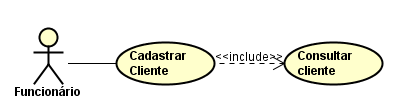 Cadastrar
Cliente
<<include>>
Consultar
cliente
Funcionário